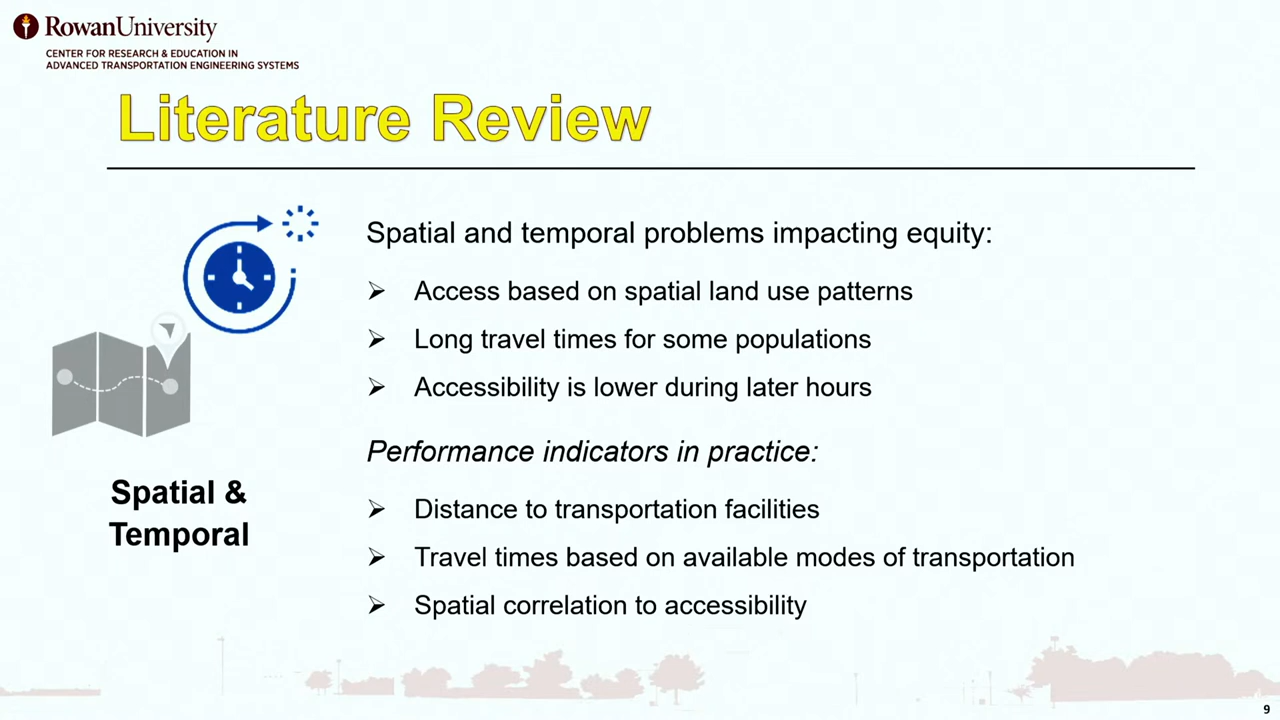 RowanUniversity
CENTER FOR RESEARCH & EDUCATION IN
ADVANCED TRANSPORTATION ENGINEERING SYSTEMS
Literature Review
Spatial and temporal problems impacting equity:
➢ Access based on spatial land use patterns
➢ Long travel times for some populations
➢ Accessibility is lower during later hours
Performance indicators in practice:
➢ Distance to transportation facilities
➢ Travel times based on available modes of transportation
➢ Spatial correlation to accessibility
Spatial &
Temporal
9